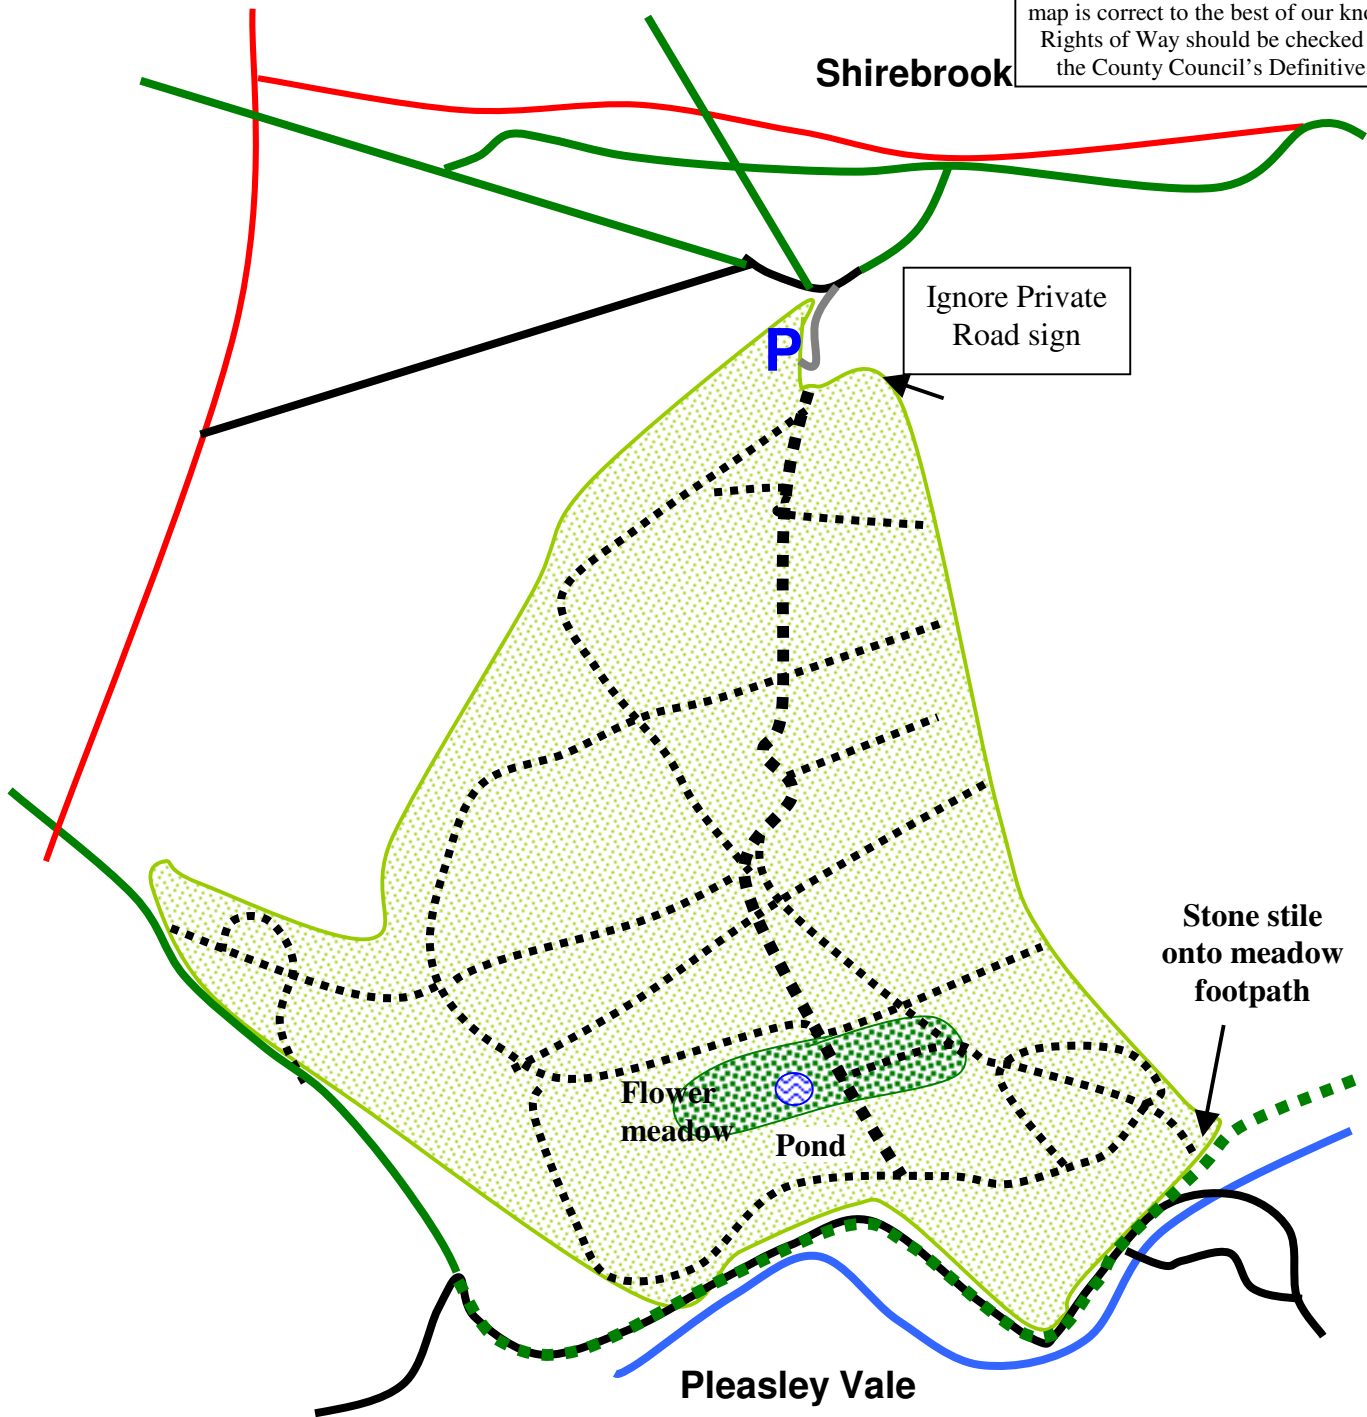 map is correct to the best of our
Rights of Way should be checked
the County Council's Definitive
Shirebrook
Ignore Private
Road sign
P
Stone stile
onto meadow
footpath
Flower
meadow
Pond
Pleasley Vale